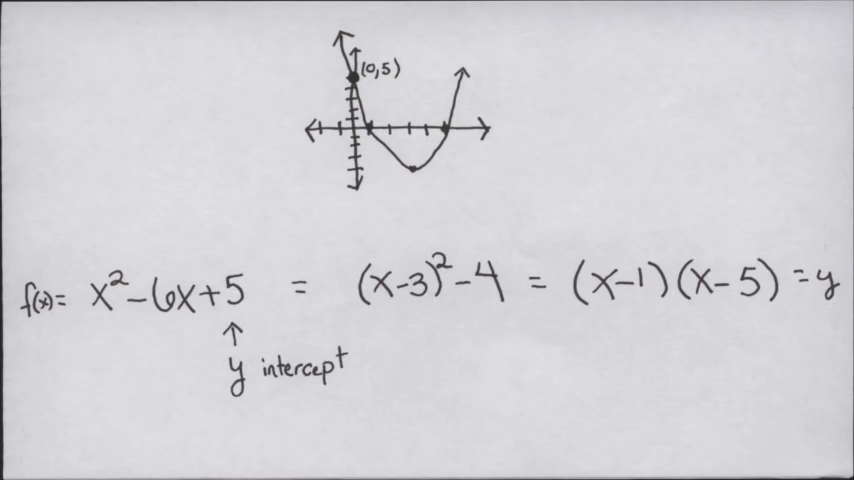 (0,5)
f(x)= x²-6x+5 = (x-3)²-4 = (x-1)(x-5) =y
↑
y intercept